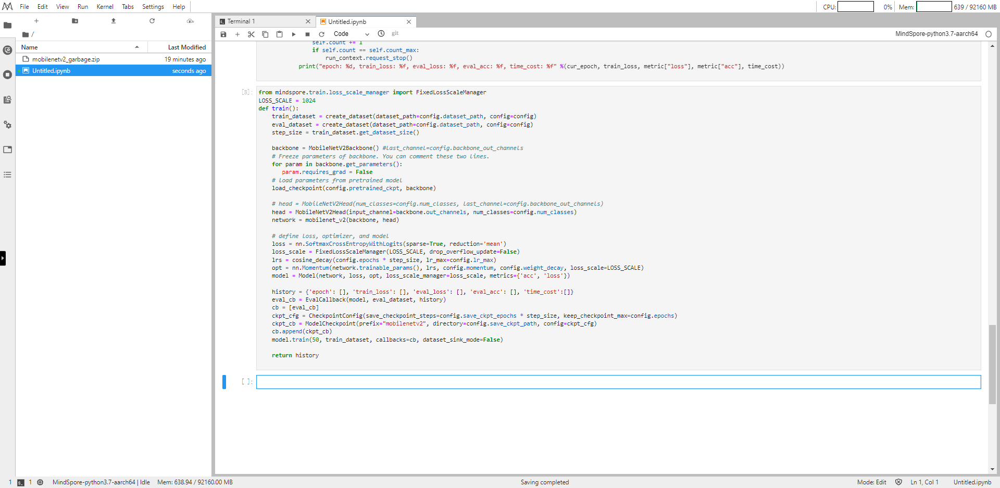 File Edit View Run Kernel Tabs Settings Help
CPU: 0% Mem: 639 / 92160 MB
/
Name Last Modified
mobilenetv2_garbage.zip 19 minutes ago
Untitled.ipynb seconds ago
Terminal 1
Untitled.ipynb
Code git MindSpore-python3.7-aarch64
self.count += 1
if self.count == self.count_max:
run_context.request_stop()
print("epoch: %d, train_loss: %f, eval_loss: %f, eval_acc: %f, time_cost: %f" %(cur_epoch, train_loss, metric["loss"], metric["acc"], time_cost))
[8]:
from mindspore.train.loss_scale_manager import FixedLossScaleManager
LOSS_SCALE = 1024
def train():
train_dataset = create_dataset(dataset_path=config.dataset_path, config=config)
eval_dataset = create_dataset(dataset_path=config.dataset_path, config=config)
step_size = train_dataset.get_dataset_size()
backbone = MobileNetV2Backbone() #last_channel=config.backbone_out_channels
# Freeze parameters of backbone. You can comment these two lines.
for param in backbone.get_parameters():
param.requires_grad = False
# load parameters from pretrained model
load_checkpoint(config.pretrained_ckpt, backbone)
# head = MobileNetV2Head(num_classes=config.num_classes, last_channel=config.backbone_out_channels)
head = MobileNetV2Head(input_channel=backbone.out_channels, num_classes=config.num_classes)
network = mobilenet_v2(backbone, head)
# define loss, optimizer, and model
loss = nn.SoftmaxCrossEntropyWithLogits(sparse=True, reduction='mean')
loss_scale = FixedLossScaleManager(LOSS_SCALE, drop_overflow_update=False)
lrs = cosine_decay(config.epochs * step_size, lr_max=config.lr_max)
opt = nn.Momentum(network.trainable_params(), lrs, config.momentum, config.weight_decay, loss_scale=LOSS_SCALE)
model = Model(network, loss, opt, loss_scale_manager=loss_scale, metrics={'acc', 'loss'})
history = {'epoch': [], 'train_loss': [], 'eval_loss': [], 'eval_acc': [], 'time_cost':[]}
eval_cb = EvalCallback(model, eval_dataset, history)
cb = [eval_cb]
ckpt_cfg = CheckpointConfig(save_checkpoint_steps=config.save_ckpt_epochs * step_size, keep_checkpoint_max=config.epochs)
ckpt_cb = ModelCheckpoint(prefix="mobilenetv2", directory=config.save_ckpt_path, config=ckpt_cfg)
cb.append(ckpt_cb)
model.train(50, train_dataset, callbacks=cb, dataset_sink_mode=False)
return history
[ ]:
1 1 MindSpore-python3.7-aarch64 | Idle Mem: 638.94 / 92160.00 MB Saving completed Mode: Edit Ln 1, Col 1 Untitled.ipynb